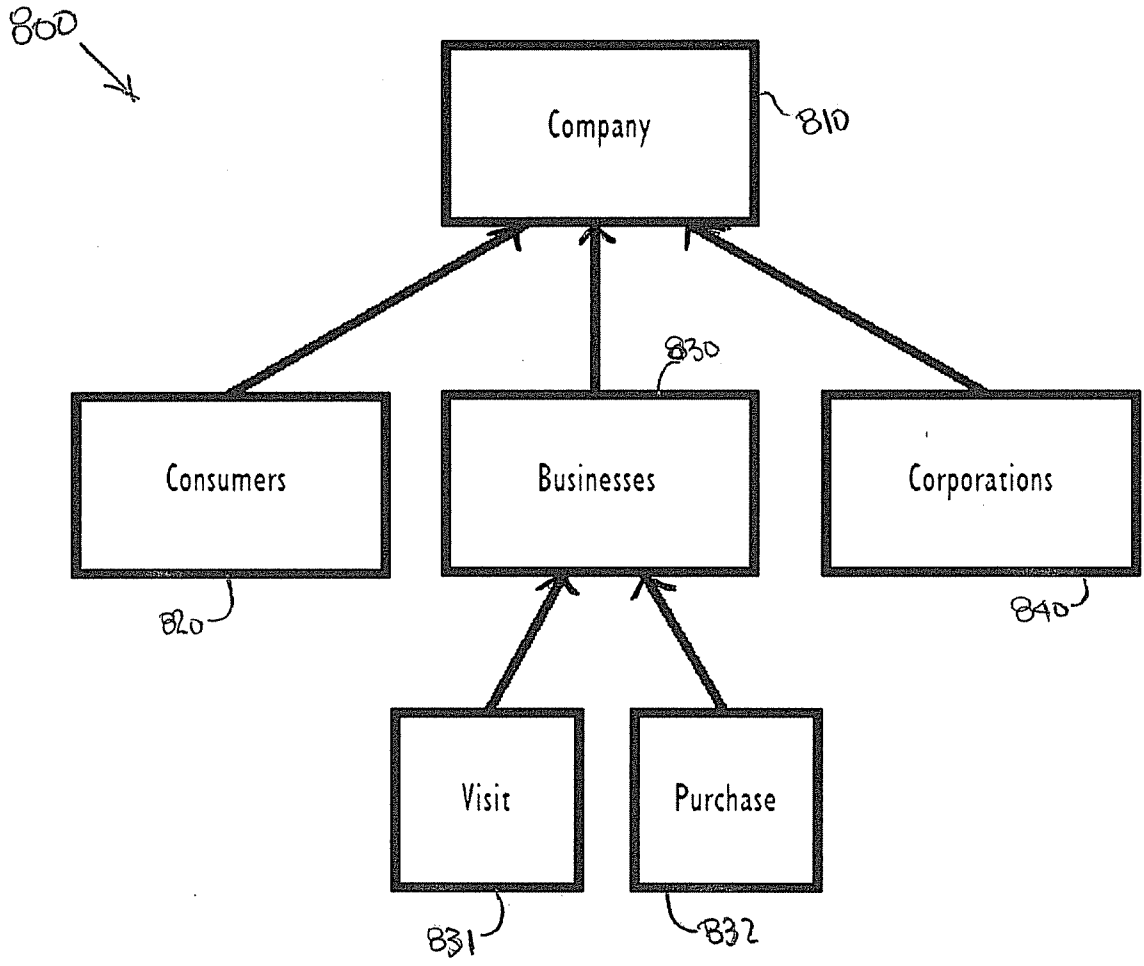 800
Company
810
830
Consumers
Businesses
Corporations
820
840
Visit
Purchase
831
832